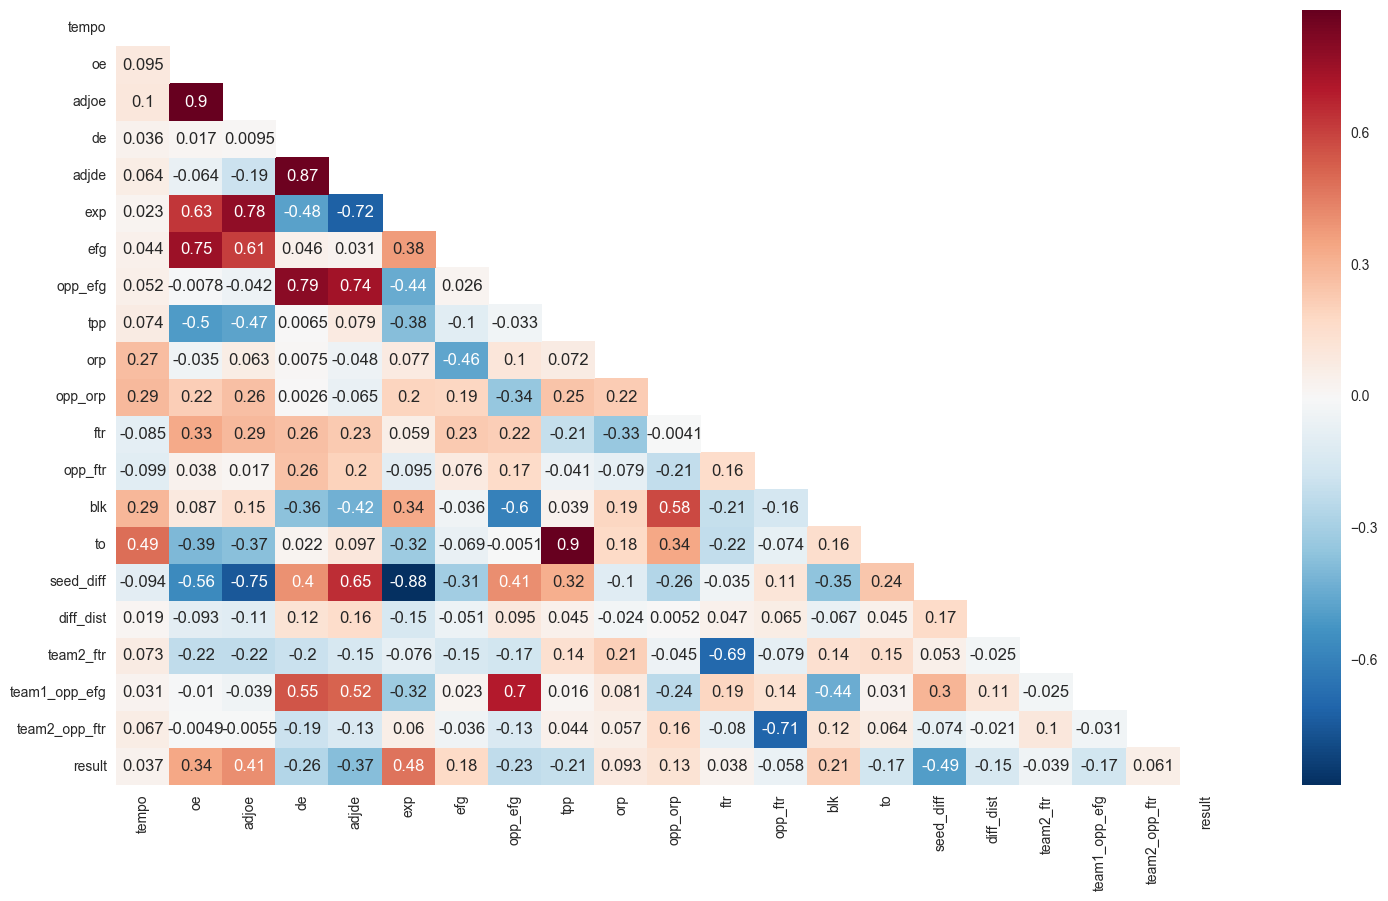 tempo
oe 0.095
adjoe 0.1 0.9
de 0.036 0.017 0.0095
adjde 0.064 -0.064 -0.19 0.87
exp 0.023 0.63 0.78 -0.48 -0.72
efg 0.044 0.75 0.61 0.046 0.031 0.38
opp_efg 0.052 -0.0078 -0.042 0.79 0.74 -0.44 0.026
tpp 0.074 -0.5 -0.47 0.0065 0.079 -0.38 -0.1 -0.033
orp 0.27 -0.035 0.063 0.0075 -0.048 0.077 -0.46 0.1 0.072
opp_orp 0.29 0.22 0.26 0.0026 -0.065 0.2 0.19 -0.34 0.25 0.22
ftr -0.085 0.33 0.29 0.26 0.23 0.059 0.23 0.22 -0.21 -0.33 -0.0041
opp_ftr -0.099 0.038 0.017 0.26 0.2 -0.095 0.076 0.17 -0.041 -0.079 -0.21 0.16
blk 0.29 0.087 0.15 -0.36 -0.42 0.34 -0.036 -0.6 0.039 0.19 0.58 -0.21 -0.16
to 0.49 -0.39 -0.37 0.022 0.097 -0.32 -0.069 -0.0051 0.9 0.18 0.34 -0.22 -0.074 0.16
seed_diff -0.094 -0.56 -0.75 0.4 0.65 -0.88 -0.31 0.41 0.32 -0.1 -0.26 -0.035 0.11 -0.35 0.24
diff_dist 0.019 -0.093 -0.11 0.12 0.16 -0.15 -0.051 0.095 0.045 -0.024 0.0052 0.047 0.065 -0.067 0.045 0.17
team2_ftr 0.073 -0.22 -0.22 -0.2 -0.15 -0.076 -0.15 -0.17 0.14 0.21 -0.045 -0.69 -0.079 0.14 0.15 0.053 -0.025
team1_opp_efg 0.031 -0.01 -0.039 0.55 0.52 -0.32 0.023 0.7 0.016 0.081 -0.24 0.19 0.14 -0.44 0.031 0.3 0.11 -0.025
team2_opp_ftr 0.067 -0.0049 -0.0055 -0.19 -0.13 0.06 -0.036 -0.13 0.044 0.057 0.16 -0.08 -0.71 0.12 0.064 -0.074 -0.021 0.1 -0.031
result 0.037 0.34 0.41 -0.26 -0.37 0.48 0.18 -0.23 -0.21 0.093 0.13 0.038 -0.058 0.21 -0.17 -0.49 -0.15 -0.039 -0.17 0.061
tempo oe adjoe de adjde exp efg opp_efg tpp orp opp_orp ftr opp_ftr blk to seed_diff diff_dist team2_ftr team1_opp_efg team2_opp_ftr result
0.6
0.3
0.0
−0.3
−0.6